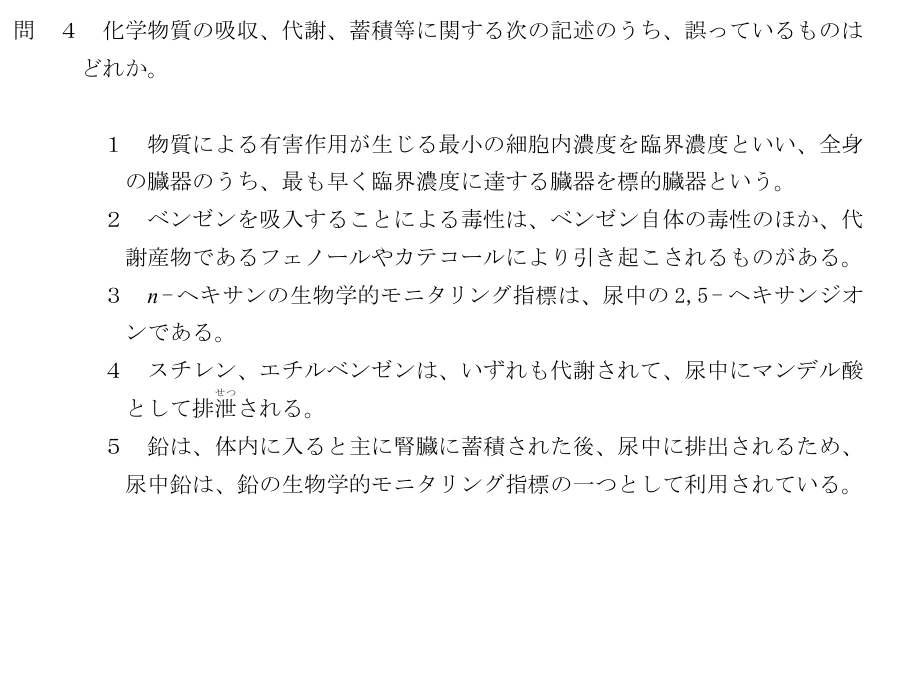 問　４　化学物質の吸収、代謝、蓄積等に関する次の記述のうち、誤っているものは
どれか。
１　物質による有害作用が生じる最小の細胞内濃度を臨界濃度といい、全身
の臓器のうち、最も早く臨界濃度に達する臓器を標的臓器という。
２　ベンゼンを吸入することによる毒性は、ベンゼン自体の毒性のほか、代
謝産物であるフェノールやカテコールにより引き起こされるものがある。
３　n－ヘキサンの生物学的モニタリング指標は、尿中の2,5－ヘキサンジオ
ンである。
４　スチレン、エチルベンゼンは、いずれも代謝されて、尿中にマンデル酸
せつ
として排泄される。
５　鉛は、体内に入ると主に腎臓に蓄積された後、尿中に排出されるため、
尿中鉛は、鉛の生物学的モニタリング指標の一つとして利用されている。